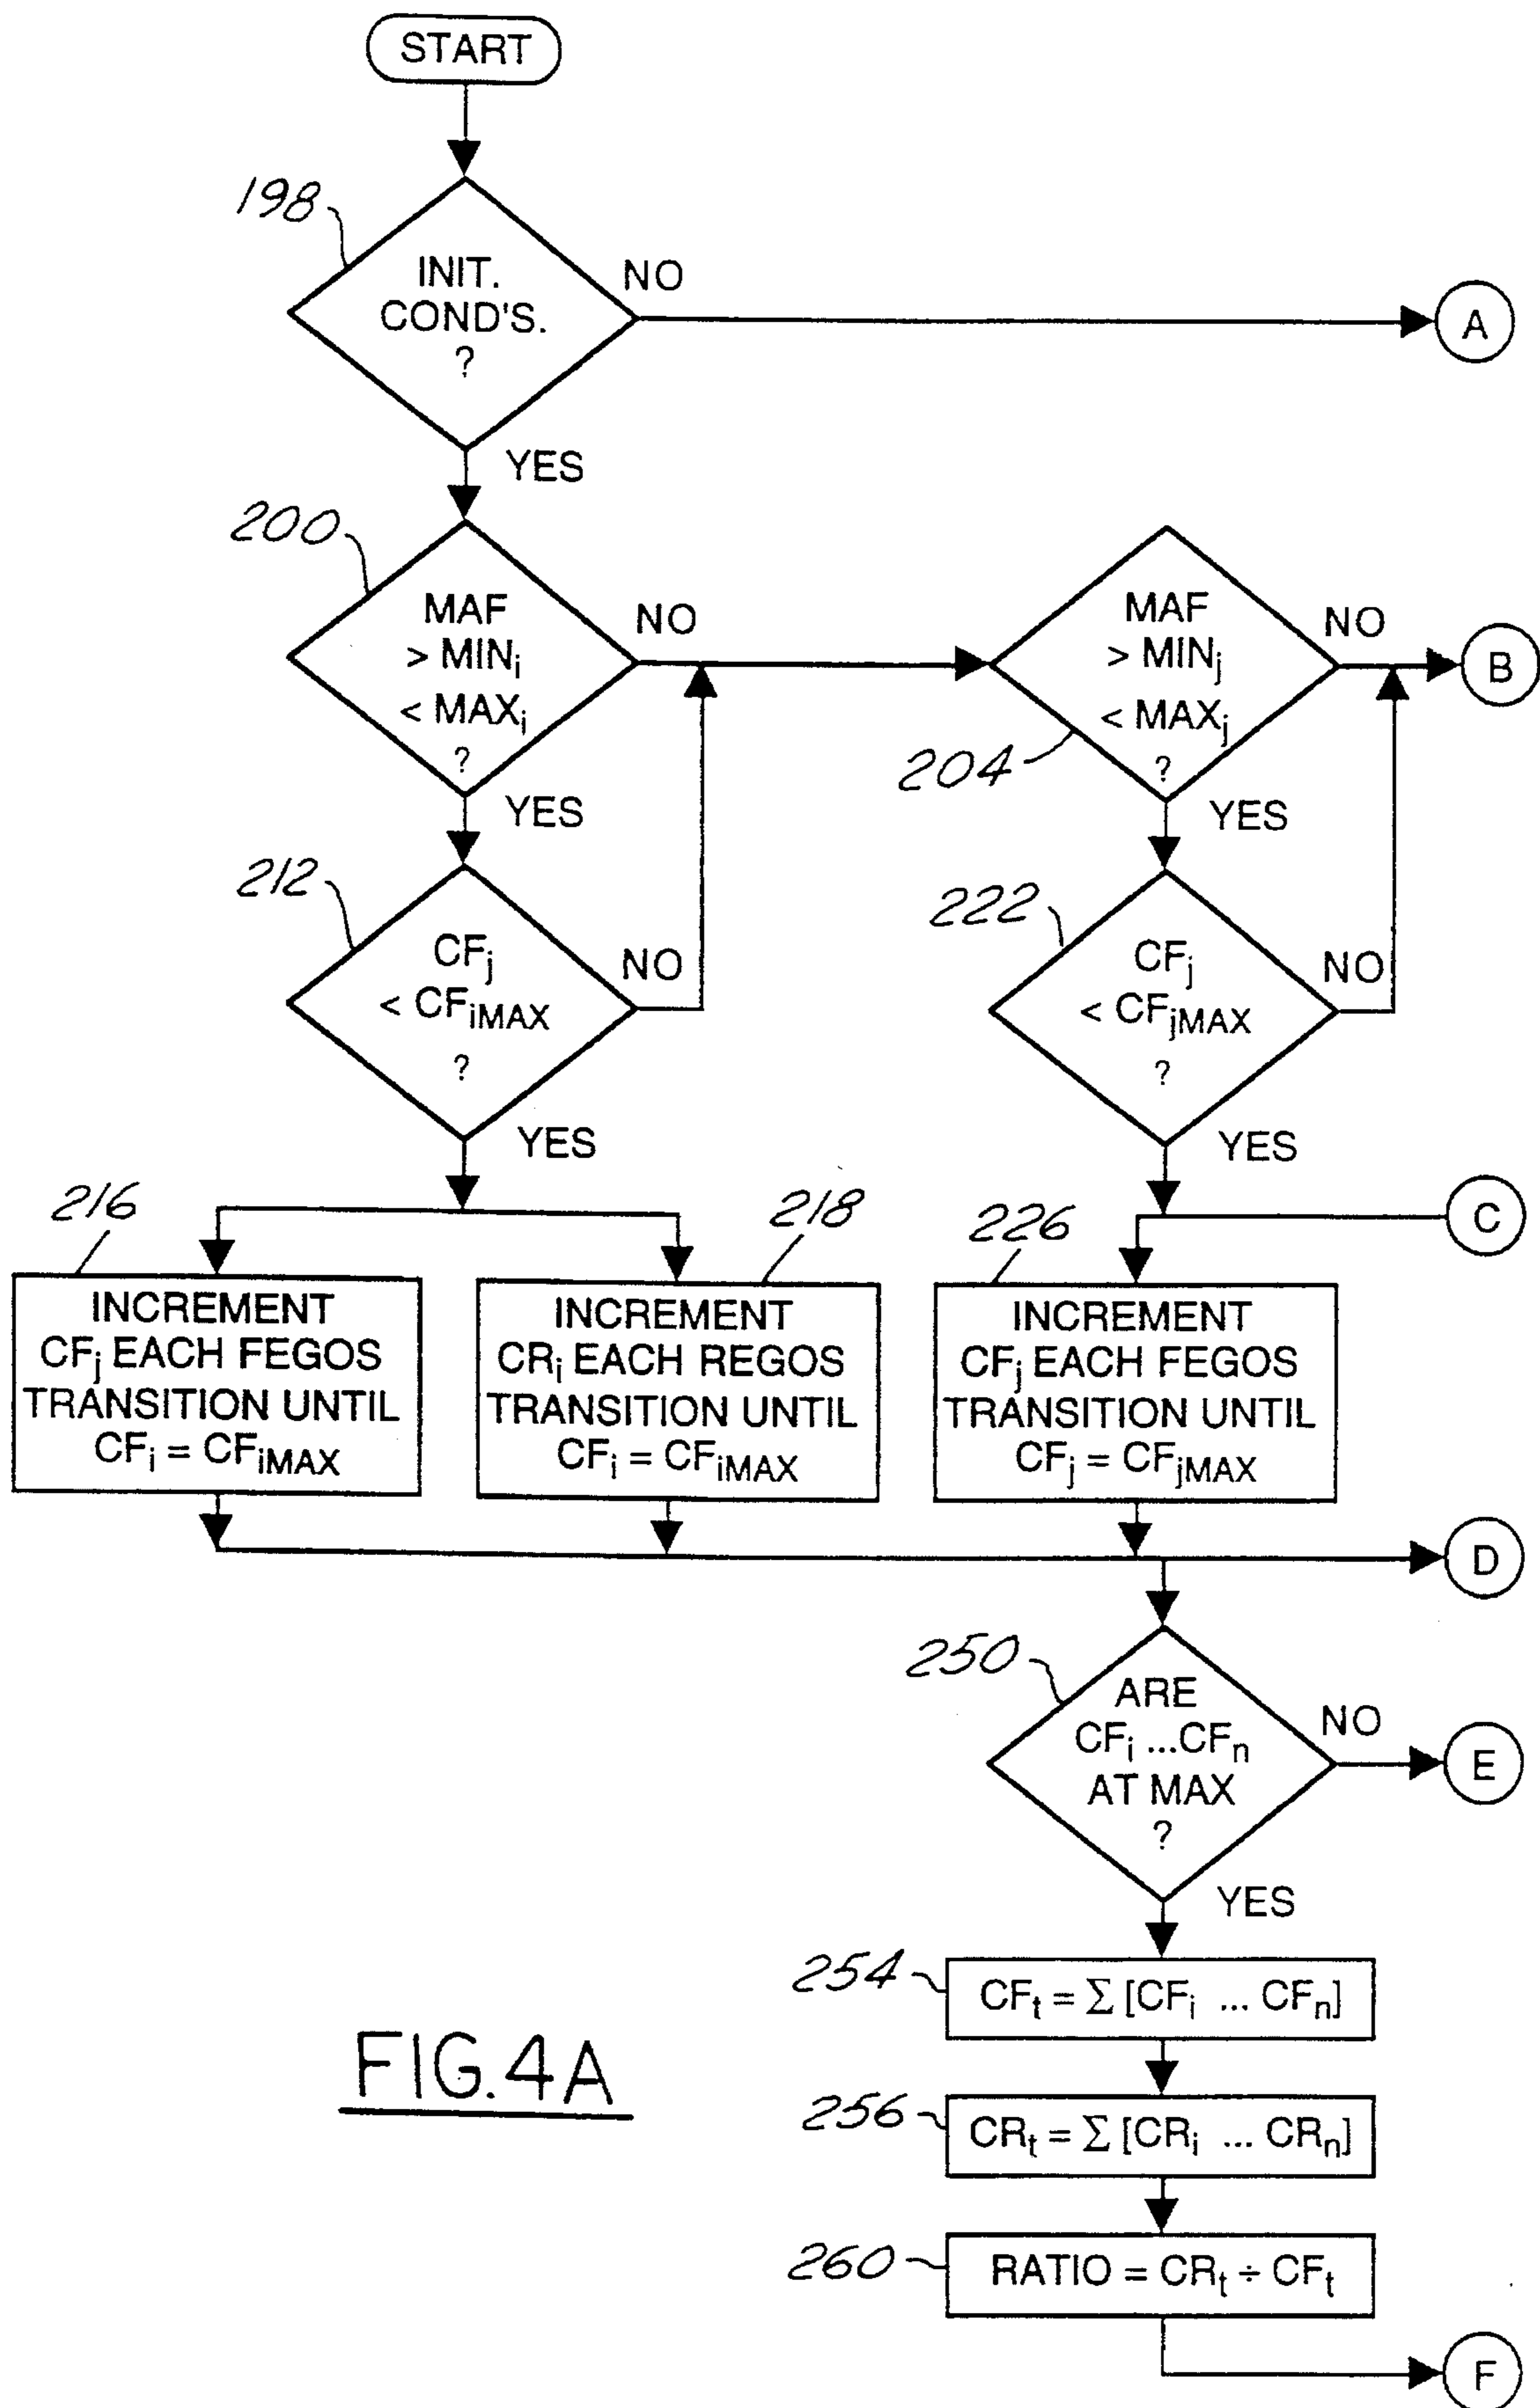 START
198
INIT.
COND'S.
?
NO
A
YES
200
MAF
> MINi
< MAXi
?
NO
YES
204
MAF
> MINj
< MAXj
?
NO
B
YES
212
CFj
< CFiMAX
?
NO
YES
222
CFj
< CFjMAX
?
NO
YES
C
216
INCREMENT
CFj EACH FEGOS
TRANSITION UNTIL
CFi = CFiMAX
218
INCREMENT
CRi EACH REGOS
TRANSITION UNTIL
CFi = CFiMAX
226
INCREMENT
CFj EACH FEGOS
TRANSITION UNTIL
CFj = CFjMAX
D
250
ARE
CFi ...CFn
AT MAX
?
NO
E
YES
254
CFt = Σ [CFi ... CFn]
256
CRt = Σ [CRi ... CRn]
260
RATIO = CRt ÷ CFt
F
FIG.4A